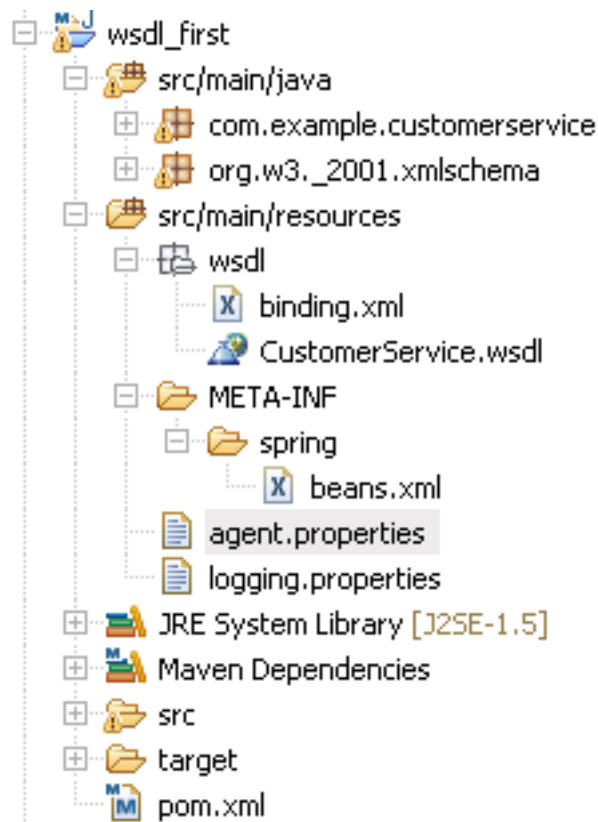 wsdl_first
src/main/java
com.example.customerservice
org.w3._2001.xmlschema
src/main/resources
wsdl
binding.xml
CustomerService.wsdl
META-INF
spring
beans.xml
agent.properties
logging.properties
JRE System Library [J2SE-1.5]
Maven Dependencies
src
target
pom.xml